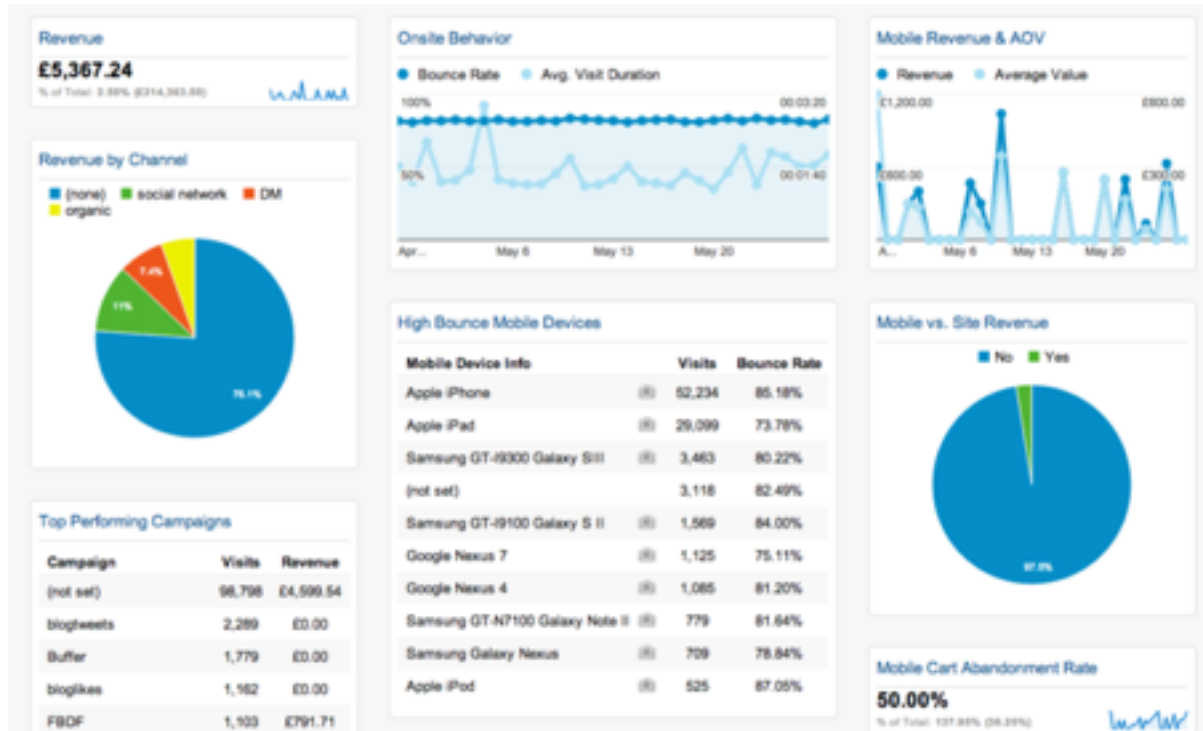 Revenue
£5,367.24
% of Total:
Revenue by Channel
(none) social network DM
organic
7.4%
11%
76.1%
Top Performing Campaigns
Campaign Visits Revenue
(not set) 98,798 £4,599.54
blogtweets 2,289 £0.00
Buffer 1,779 £0.00
bloglikes 1,162 £0.00
FBDF 1,103 £791.71
Onsite Behavior
Bounce Rate Avg. Visit Duration
100% 00:03:20
50% 00:01:40
Apr... May 6 May 13 May 20
High Bounce Mobile Devices
Mobile Device Info Visits Bounce Rate
Apple iPhone 52,234 85.18%
Apple iPad 29,099 73.78%
Samsung GT-I9300 Galaxy SIII 3,463 80.22%
(not set) 3,118 82.49%
Samsung GT-I9100 Galaxy S II 1,569 84.00%
Google Nexus 7 1,125 75.11%
Google Nexus 4 1,085 81.20%
Samsung GT-N7100 Galaxy Note II 779 81.64%
Samsung Galaxy Nexus 709 78.84%
Apple iPod 525 87.05%
Mobile Revenue & AOV
Revenue Average Value
£1,200.00 £600.00
£600.00 £300.00
A... May 6 May 13 May 20
Mobile vs. Site Revenue
No Yes
97.5%
Mobile Cart Abandonment Rate
50.00%
% of Total: